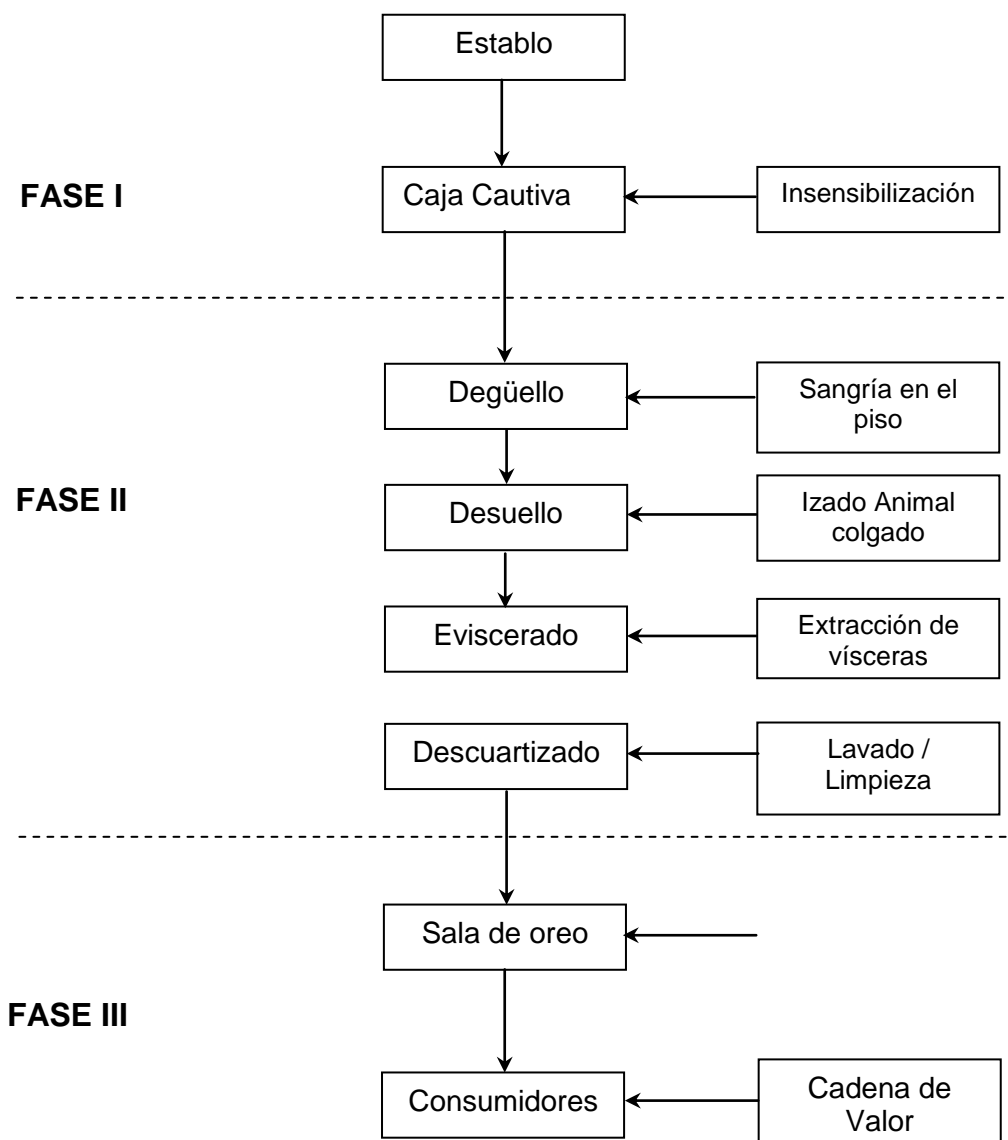 Establo
FASE I
Caja Cautiva
Insensibilización
Degüello
Sangría en el
piso
FASE II
Desuello
Izado Animal
colgado
Eviscerado
Extracción de
vísceras
Descuartizado
Lavado /
Limpieza
Sala de oreo
FASE III
Consumidores
Cadena de
Valor